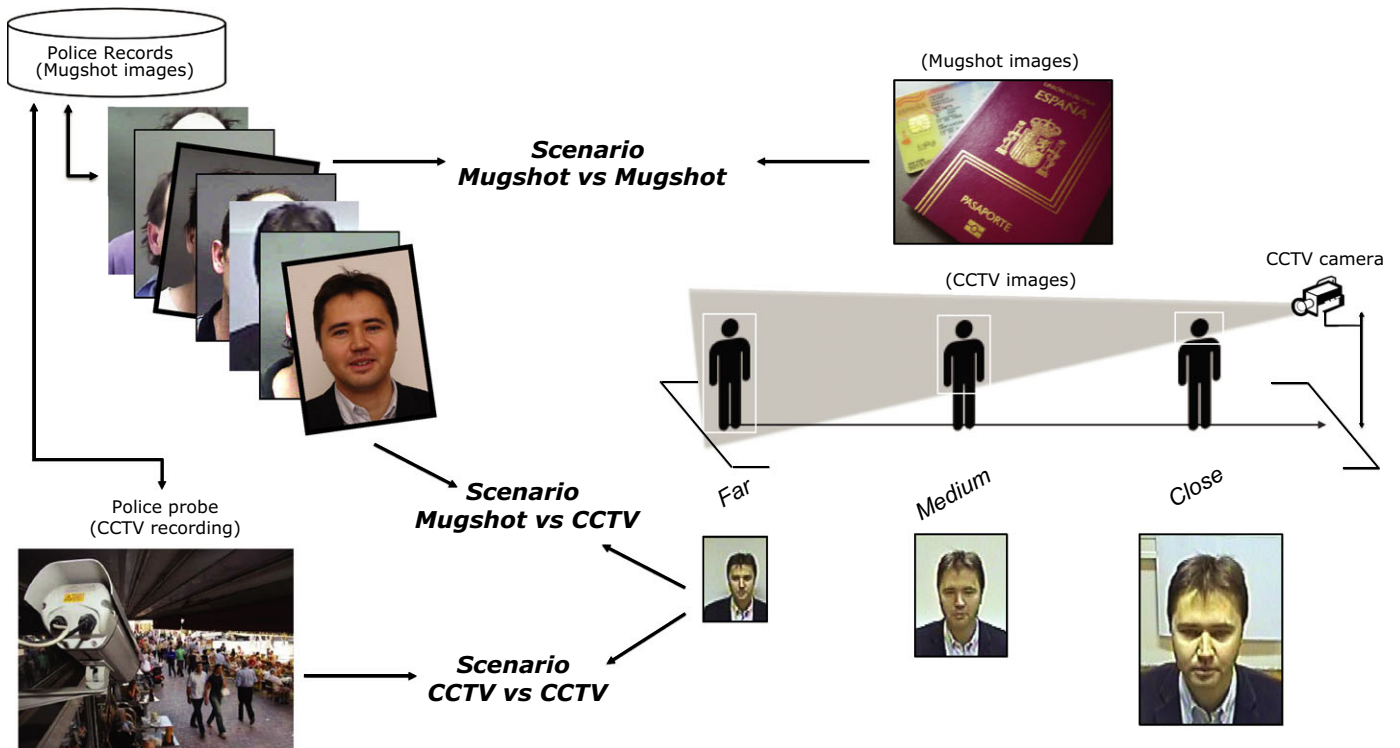 Police Records
(Mugshot images)
(Mugshot images)
ESPAÑA
PASAPORTE
Scenario
Mugshot vs Mugshot
CCTV camera
(CCTV images)
Far
Medium
Close
Scenario
Mugshot vs CCTV
Police probe
(CCTV recording)
Scenario
CCTV vs CCTV